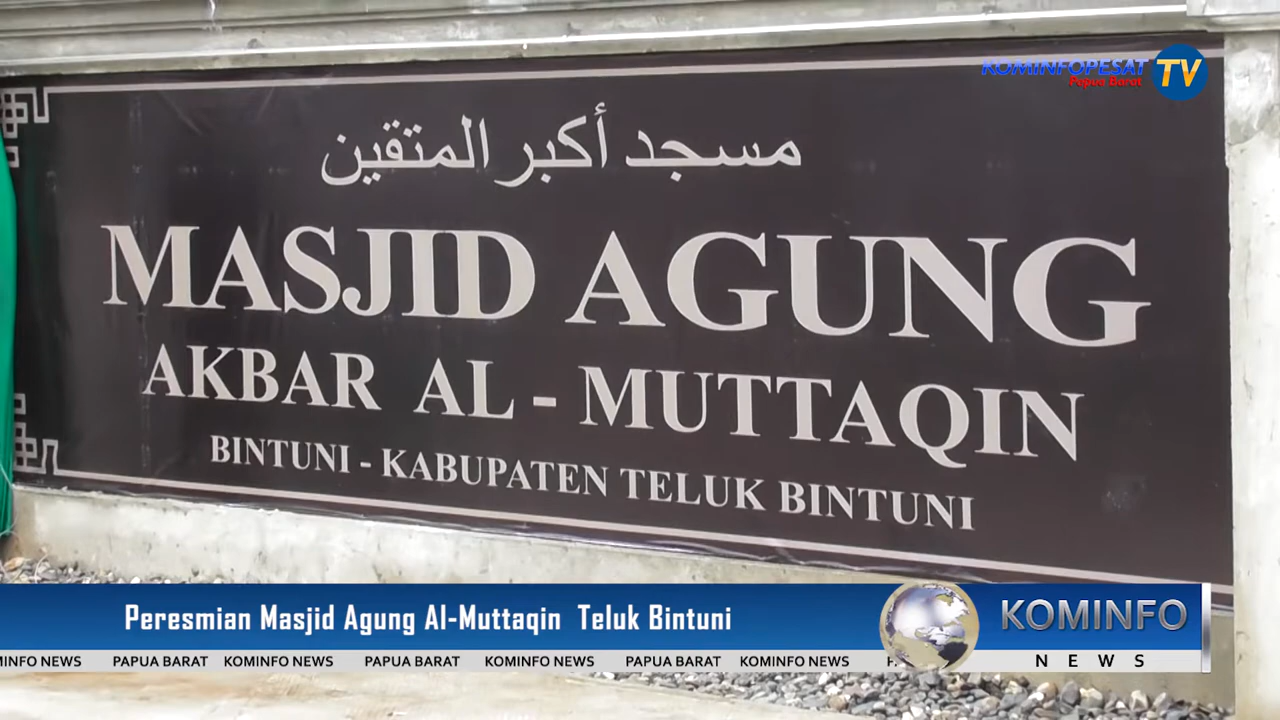 KOMINFOPESAT TV
Papua Barat
مسجد أكبر المتقين
MASJID AGUNG
AKBAR AL - MUTTAQIN
BINTUNI - KABUPATEN TELUK BINTUNI
Peresmian Masjid Agung Al-Muttaqin Teluk Bintuni
KOMINFO
NEWS
NEWS PAPUA BARAT KOMINFO NEWS PAPUA BARAT KOMINFO NEWS PAPUA BARAT KOMINFO NEWS